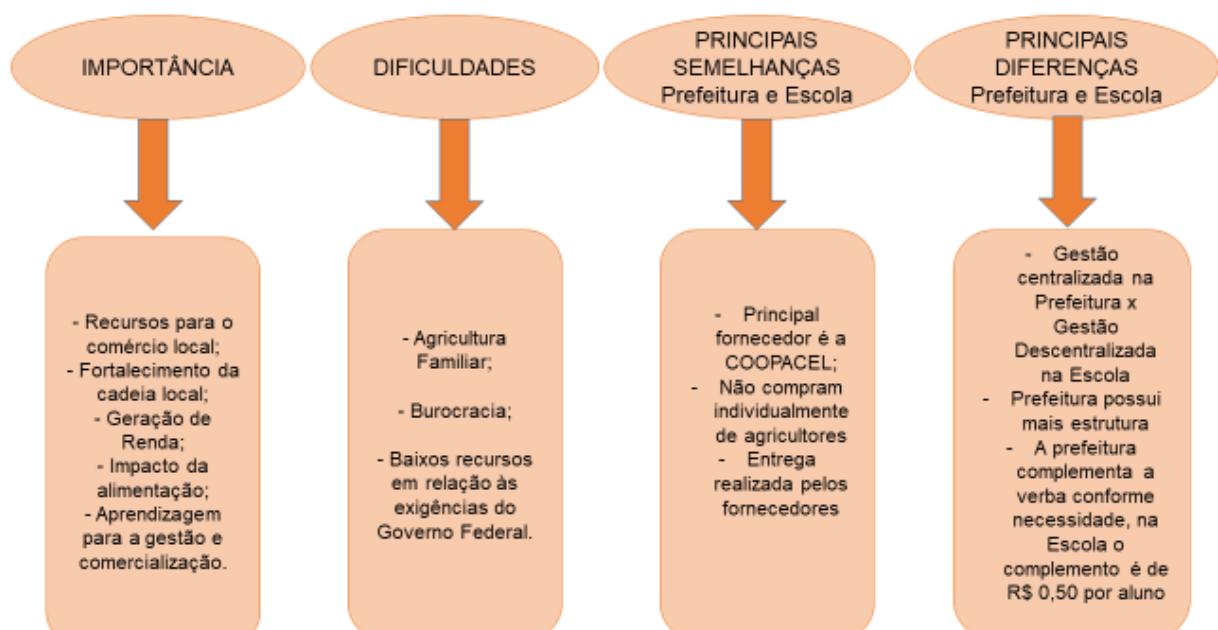 IMPORTÂNCIA
DIFICULDADES
PRINCIPAIS
SEMELHANÇAS
Prefeitura e Escola
PRINCIPAIS
DIFERENÇAS
Prefeitura e Escola
- Recursos para o
comércio local;
- Fortalecimento da
cadeia local;
- Geração de
Renda;
- Impacto da
alimentação;
- Aprendizagem
para a gestão e
comercialização.
- Agricultura
Familiar;
- Burocracia;
- Baixos recursos
em relação às
exigências do
Governo Federal.
- Principal
fornecedor é a
COOPACEL;
- Não compram
individualmente
de agricultores
- Entrega
realizada pelos
fornecedores
- Gestão
centralizada na
Prefeitura x
Gestão
Descentralizada
na Escola
- Prefeitura possui
mais estrutura
- A prefeitura
complementa a
verba conforme
necessidade, na
Escola o
complemento é de
R$ 0,50 por aluno